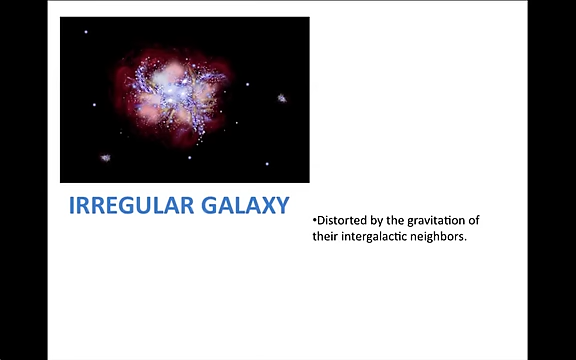 IRREGULAR GALAXY
•Distorted by the gravitation of
their intergalactic neighbors.